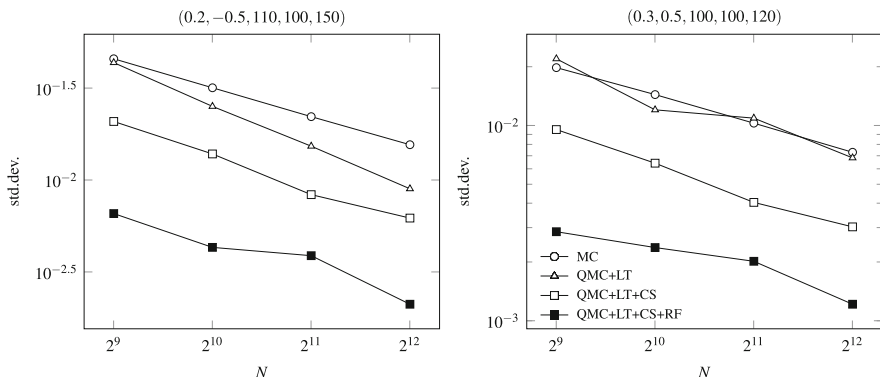 (0.2, −0.5, 110, 100, 150)
10^−1.5
10^−2
10^−2.5
std.dev.
2^9 2^10 2^11 2^12
N
(0.3, 0.5, 100, 100, 120)
10^−2
10^−3
std.dev.
MC
QMC+LT
QMC+LT+CS
QMC+LT+CS+RF
2^9 2^10 2^11 2^12
N